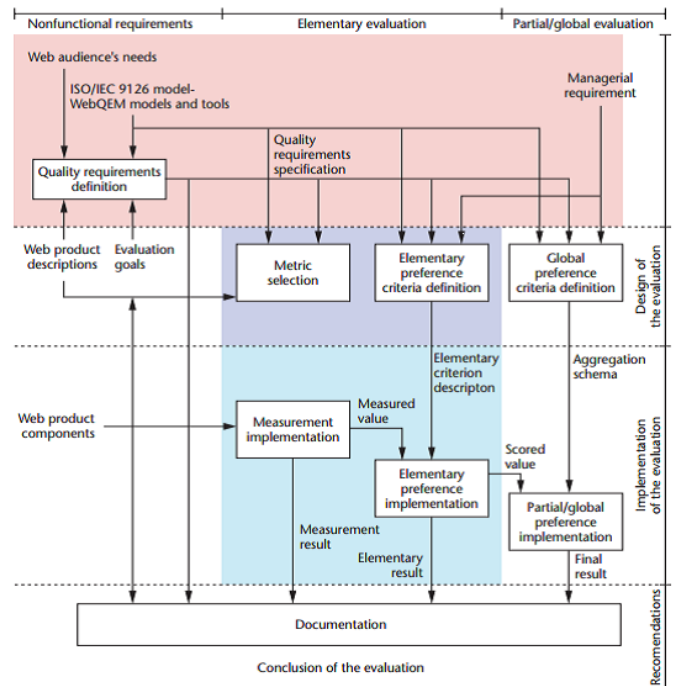 Nonfunctional requirements
Elementary evaluation
Partial/global evaluation
Web audience's needs
ISO/IEC 9126 model-
WebQEM models and tools
Managerial
requirement
Quality
requirements
specification
Quality requirements
definition
Web product
descriptions
Evaluation
goals
Metric
selection
Elementary
preference
criteria definition
Global
preference
criteria definition
Design of
the evaluation
Elementary
criterion
descripton
Aggregation
schema
Web product
components
Measurement
implementation
Measured
value
Elementary
preference
implementation
Scored
value
Partial/global
preference
implementation
Implementation
of the evaluation
Measurement
result
Elementary
result
Final
result
Documentation
Conclusion of the evaluation
Recomendations